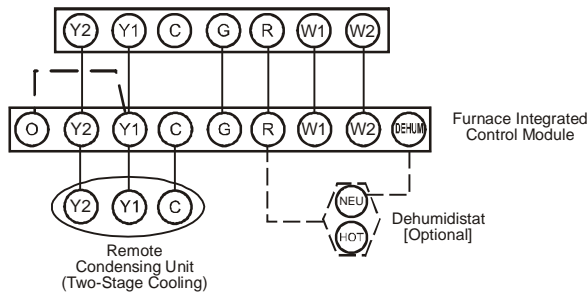 Y2 Y1 C G R W1 W2
O Y2 Y1 C G R W1 W2 DEHUM
Furnace Integrated
Control Module
Y2 Y1 C
NEU
HOT
Dehumidistat
[Optional]
Remote
Condensing Unit
(Two-Stage Cooling)